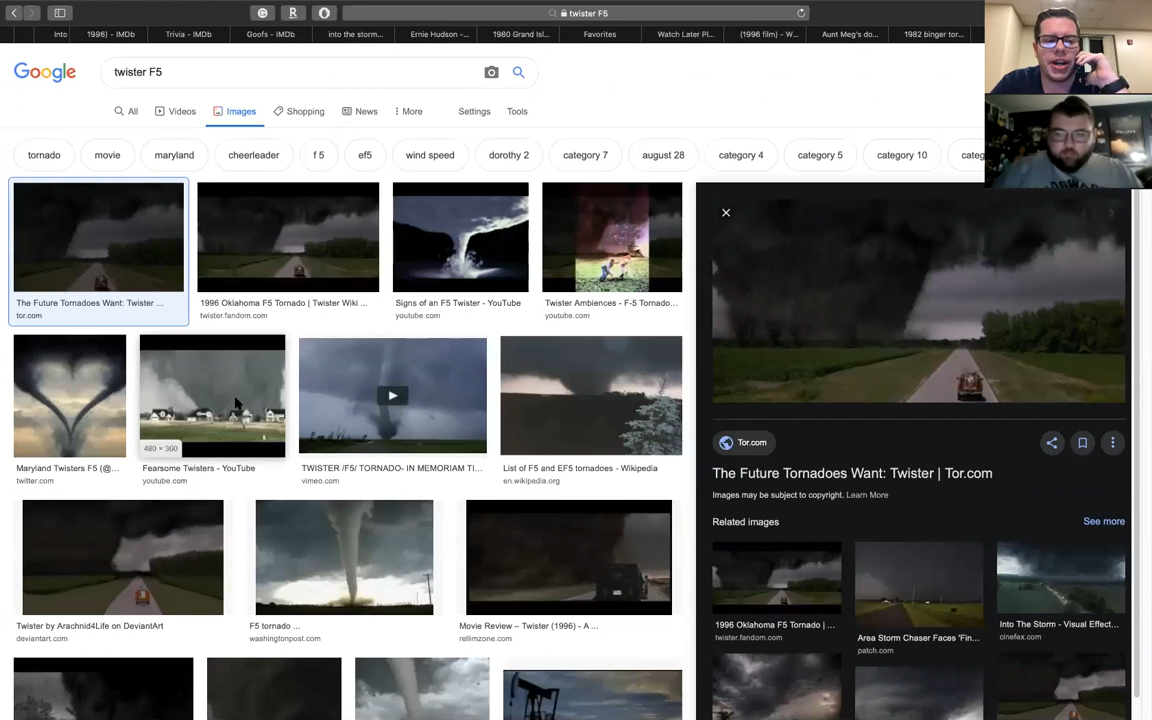 twister F5
Into
1996) - IMDb
Trivia - IMDb
Goofs - IMDb
into the storm...
Ernie Hudson -...
1980 Grand Isl...
Favorites
Watch Later Pl...
(1996 film) - W...
Aunt Meg's do...
1982 binger tor...
Google
twister F5
All
Videos
Images
Shopping
News
More
Settings
Tools
tornado
movie
maryland
cheerleader
f 5
ef5
wind speed
dorothy 2
category 7
august 28
category 4
category 5
category 10
categ
The Future Tornadoes Want: Twister ...
tor.com
1996 Oklahoma F5 Tornado | Twister Wiki ...
twister.fandom.com
Signs of an F5 Twister - YouTube
youtube.com
Twister Ambiences - F-5 Tornado...
youtube.com
480 × 360
Maryland Twisters F5 (@...
twitter.com
Fearsome Twisters - YouTube
youtube.com
TWISTER /F5/ TORNADO- IN MEMORIAM TI...
vimeo.com
List of F5 and EF5 tornadoes - Wikipedia
en.wikipedia.org
Twister by Arachnid4Life on DeviantArt
deviantart.com
F5 tornado ...
washingtonpost.com
Movie Review – Twister (1996) - A ...
rellimzone.com
Tor.com
The Future Tornadoes Want: Twister | Tor.com
Images may be subject to copyright. Learn More
Related images
See more
1996 Oklahoma F5 Tornado | ...
twister.fandom.com
Area Storm Chaser Faces 'Fin...
patch.com
Into The Storm - Visual Effect...
cinefex.com